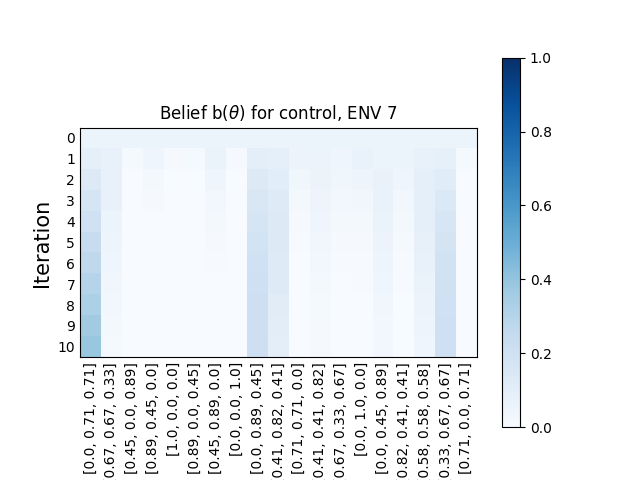 Belief b(θ) for control, ENV 7
Iteration
0
1
2
3
4
5
6
7
8
9
10
[0.0, 0.71, 0.71]
0.67, 0.67, 0.33]
[0.45, 0.0, 0.89]
[0.89, 0.45, 0.0]
[1.0, 0.0, 0.0]
[0.89, 0.0, 0.45]
[0.45, 0.89, 0.0]
[0.0, 0.0, 1.0]
[0.0, 0.89, 0.45]
0.41, 0.82, 0.41]
[0.71, 0.71, 0.0]
0.41, 0.41, 0.82]
0.67, 0.33, 0.67]
[0.0, 1.0, 0.0]
[0.0, 0.45, 0.89]
0.82, 0.41, 0.41]
0.58, 0.58, 0.58]
0.33, 0.67, 0.67]
[0.71, 0.0, 0.71]
1.0
0.8
0.6
0.4
0.2
0.0